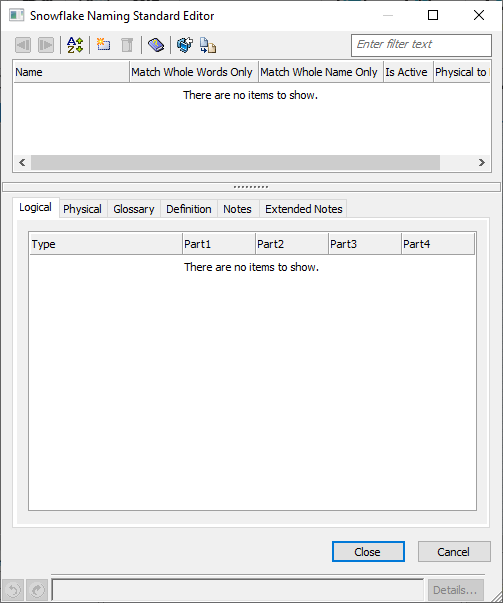 Snowflake Naming Standard Editor
Enter filter text
Name Match Whole Words Only Match Whole Name Only Is Active Physical to
There are no items to show.
Logical Physical Glossary Definition Notes Extended Notes
Type Part1 Part2 Part3 Part4
There are no items to show.
Close Cancel
Details...